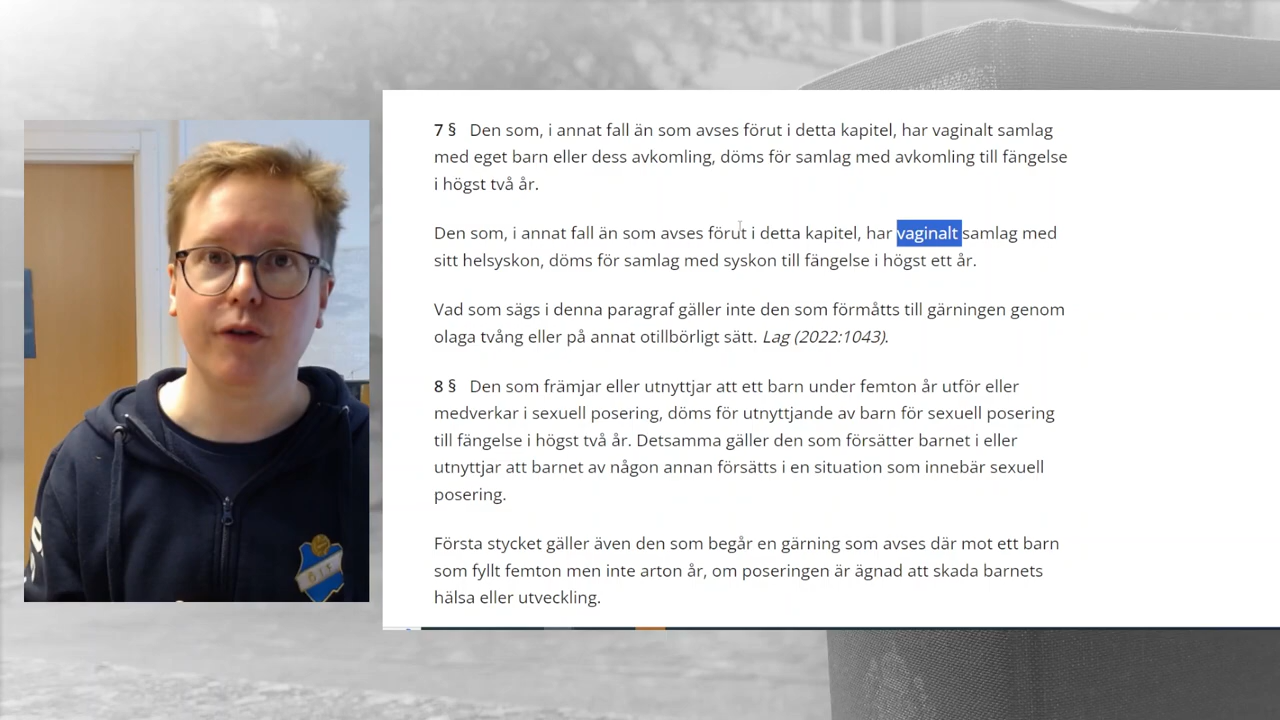 7 § Den som, i annat fall än som avses förut i detta kapitel, har vaginalt samlag
med eget barn eller dess avkomling, döms för samlag med avkomling till fängelse
i högst två år.
Den som, i annat fall än som avses förut i detta kapitel, har vaginalt samlag med
sitt helsyskon, döms för samlag med syskon till fängelse i högst ett år.
Vad som sägs i denna paragraf gäller inte den som förmåtts till gärningen genom
olaga tvång eller på annat otillbörligt sätt. Lag (2022:1043).
8 § Den som främjar eller utnyttjar att ett barn under femton år utför eller
medverkar i sexuell posering, döms för utnyttjande av barn för sexuell posering
till fängelse i högst två år. Detsamma gäller den som försätter barnet i eller
utnyttjar att barnet av någon annan försätts i en situation som innebär sexuell
posering.
Första stycket gäller även den som begår en gärning som avses där mot ett barn
som fyllt femton men inte arton år, om poseringen är ägnad att skada barnets
hälsa eller utveckling.
ÖIF